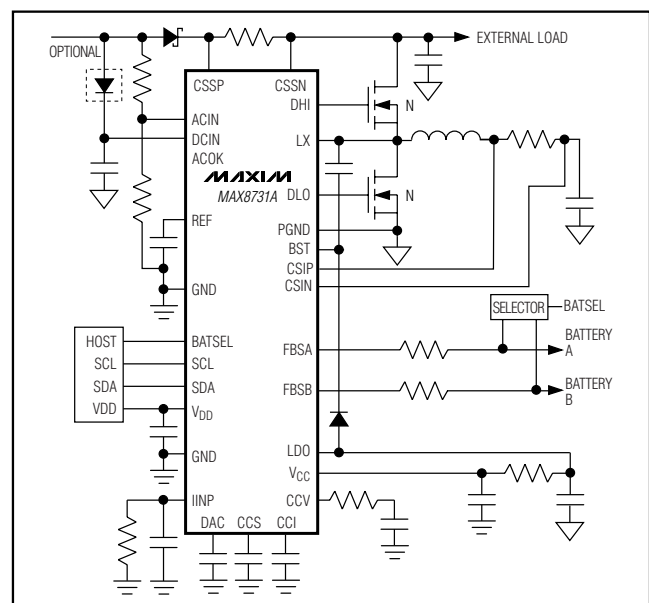 OPTIONAL
EXTERNAL LOAD
CSSP
CSSN
DHI
N
ACIN
DCIN
ACOK
LX
MAXIM
MAX8731A
DLO
N
REF
PGND
BST
CSIP
CSIN
GND
SELECTOR
BATSEL
HOST
BATSEL
FBSA
BATTERY
A
SCL
SCL
SDA
SDA
FBSB
BATTERY
B
VDD
VDD
GND
LDO
VCC
IINP
CCV
DAC
CCS
CCI